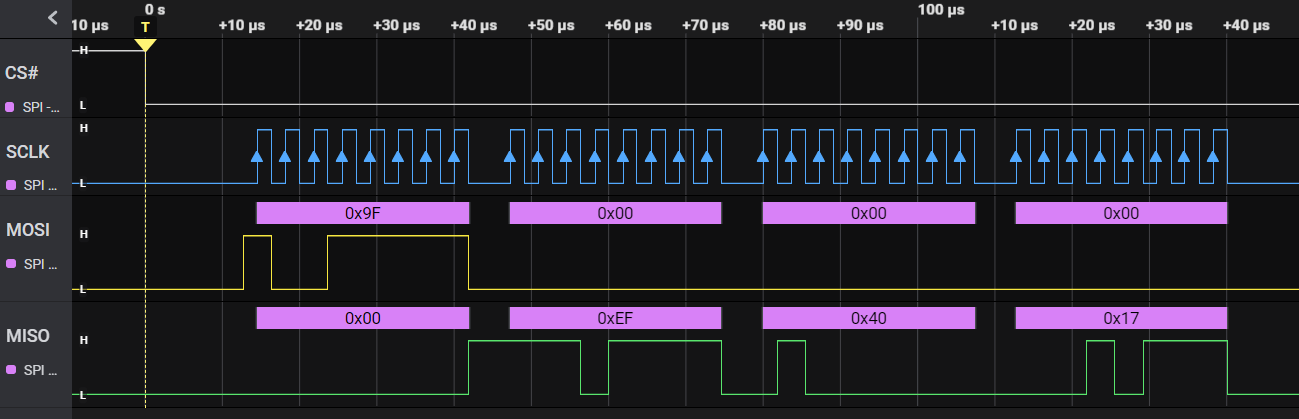 0 s 100 µs
10 µs T +10 µs +20 µs +30 µs +40 µs +50 µs +60 µs +70 µs +80 µs +90 µs +10 µs +20 µs +30 µs +40 µs
H
CS#
SPI -...
L
H
SCLK
SPI ...
L
0x9F 0x00 0x00 0x00
MOSI
H
SPI ...
L
0x00 0xEF 0x40 0x17
MISO
H
SPI ...
L